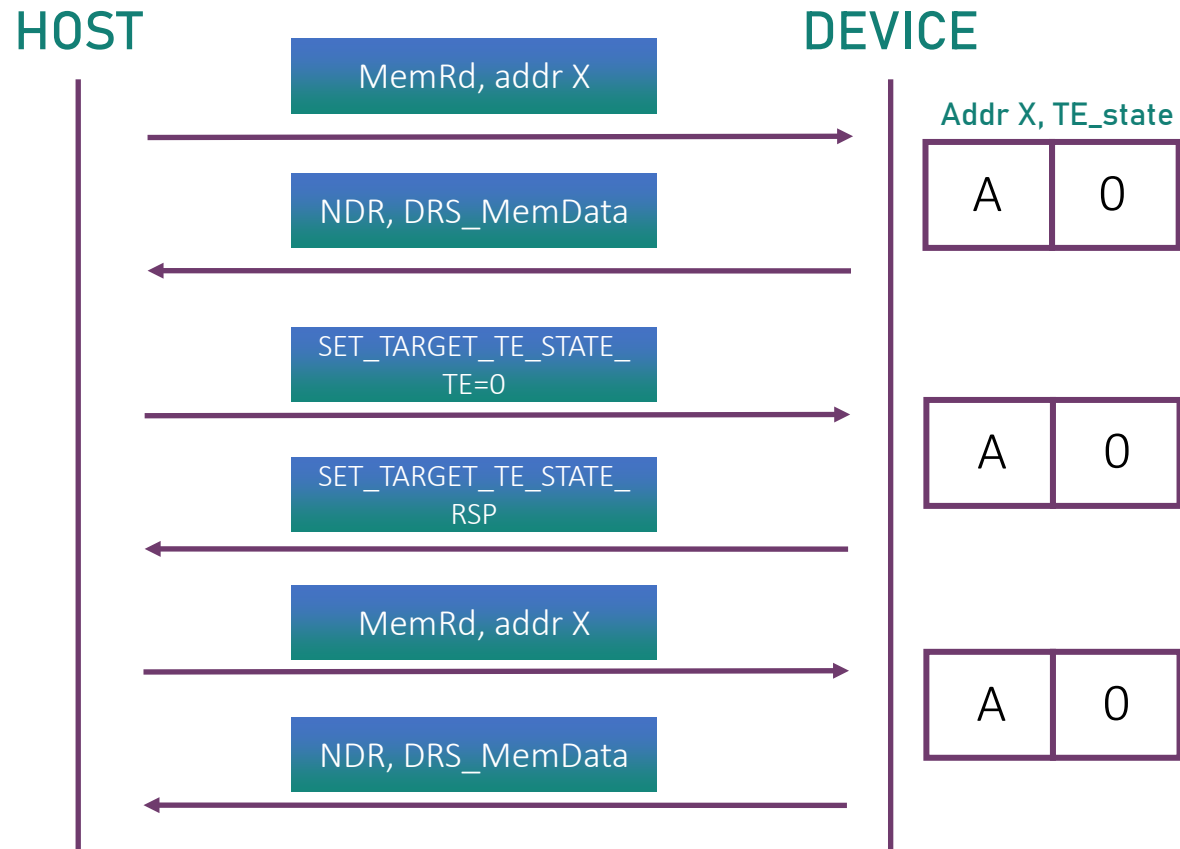 HOST
DEVICE
MemRd, addr X
Addr X, TE_state
A 0
NDR, DRS_MemData
SET_TARGET_TE_STATE_
TE=0
A 0
SET_TARGET_TE_STATE_
RSP
MemRd, addr X
A 0
NDR, DRS_MemData